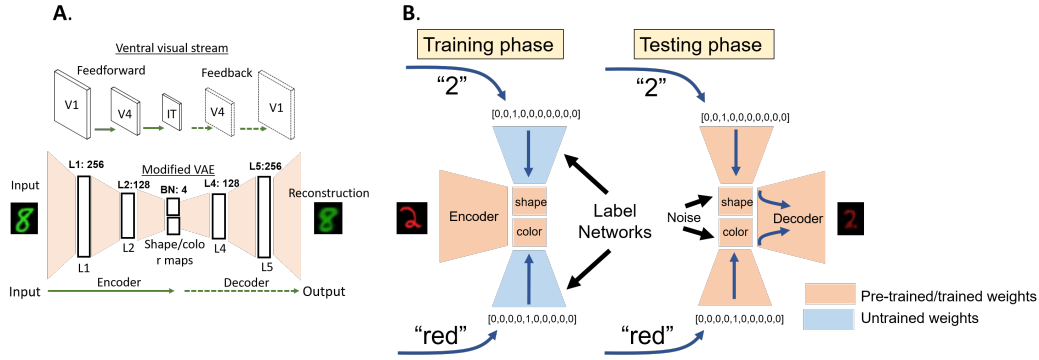 A.
Ventral visual stream
Feedforward
Feedback
V1
V4
IT
V4
V1
Modified VAE
L1: 256
L2:128
BN: 4
L4: 128
L5:256
Input
Reconstruction
8
8
L1
L2
Shape/colo
r maps
L4
L5
Input
Encoder
Decoder
Output
B.
Training phase
"2"
[0,0,1,0,0,0,0,0,0,0]
Encoder
2
shape
color
Label
Networks
[0,0,0,0,1,0,0,0,0,0]
"red"
Testing phase
"2"
[0,0,1,0,0,0,0,0,0,0]
Noise
shape
color
Decoder
2
[0,0,0,0,1,0,0,0,0,0]
"red"
Pre-trained/trained weights
Untrained weights